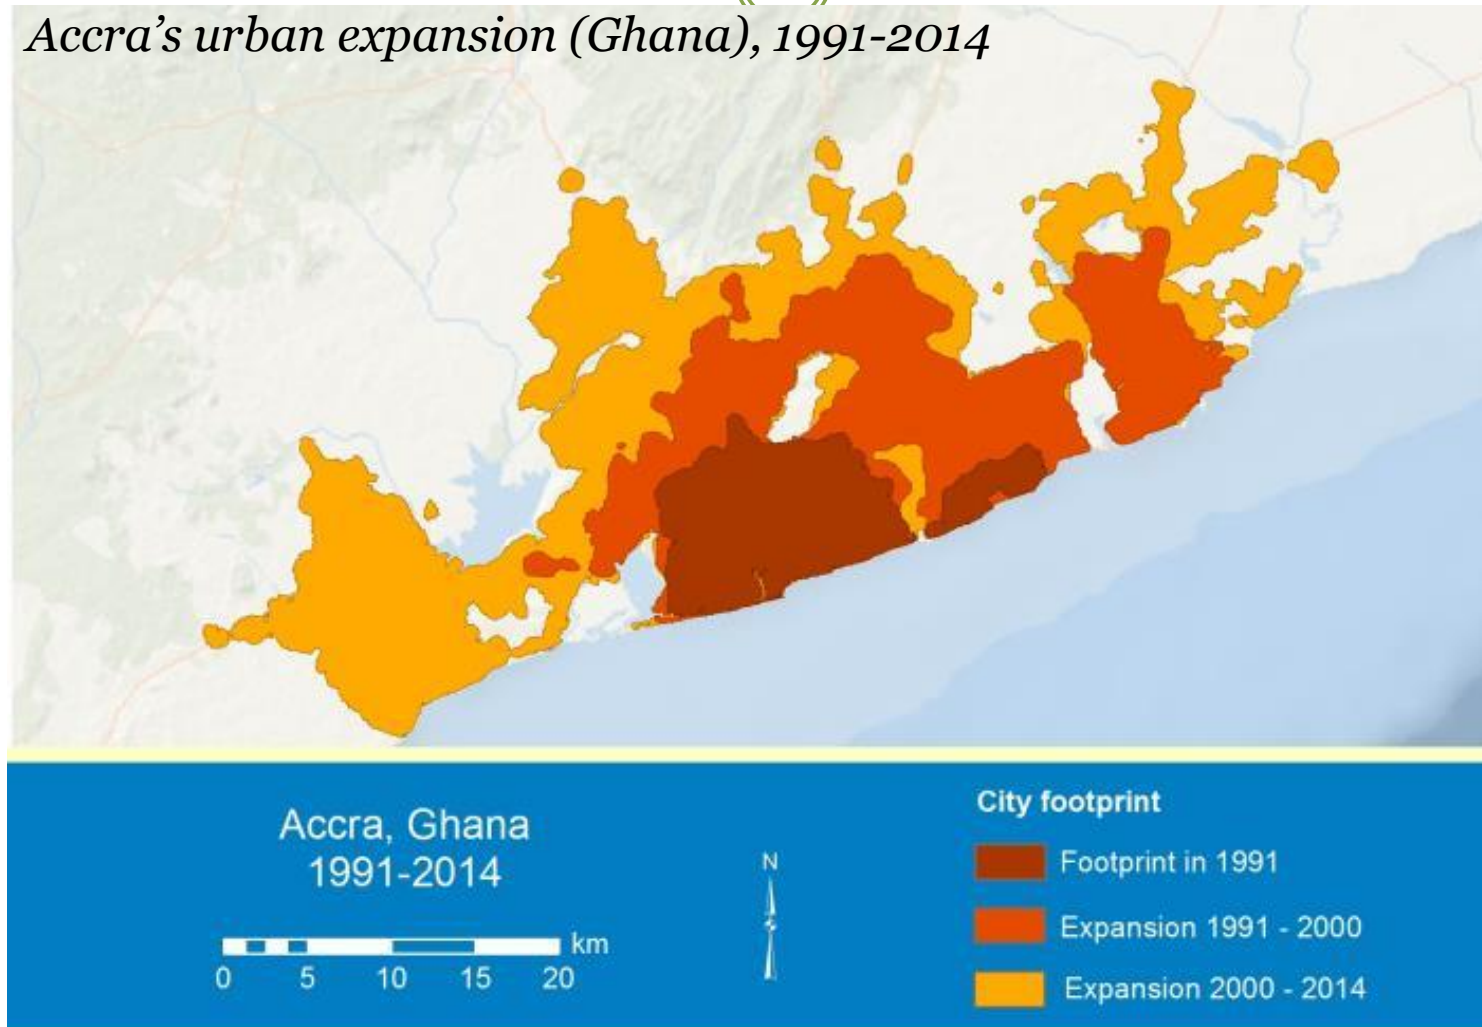 Accra’s urban expansion (Ghana), 1991-2014
Accra, Ghana
1991-2014
km
0 5 10 15 20
N
City footprint
Footprint in 1991
Expansion 1991 - 2000
Expansion 2000 - 2014